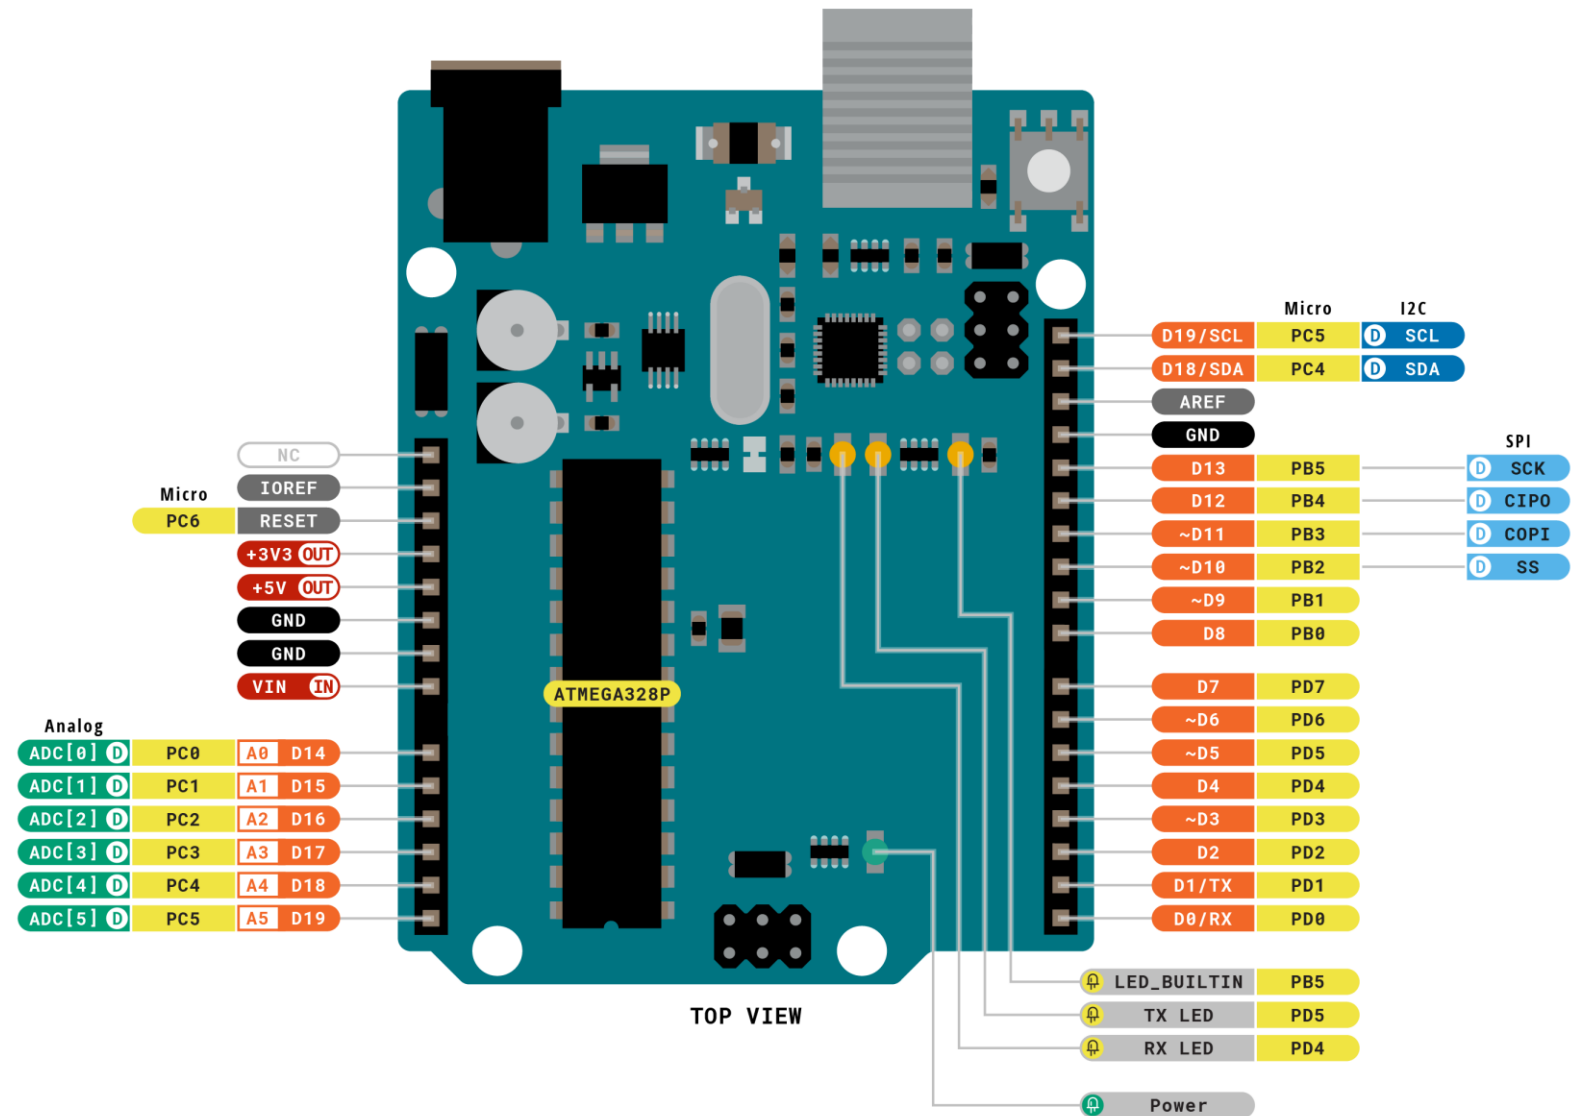 Micro I2C
D19/SCL PC5 D SCL
D18/SDA PC4 D SDA
AREF
GND
SPI
D13 PB5 D SCK
D12 PB4 D CIPO
~D11 PB3 D COPI
~D10 PB2 D SS
~D9 PB1
D8 PB0
D7 PD7
~D6 PD6
~D5 PD5
D4 PD4
~D3 PD3
D2 PD2
D1/TX PD1
D0/RX PD0
NC
IOREF
Micro
PC6 RESET
+3V3 OUT
+5V OUT
GND
GND
VIN IN
Analog
ADC[0] D PC0 A0 D14
ADC[1] D PC1 A1 D15
ADC[2] D PC2 A2 D16
ADC[3] D PC3 A3 D17
ADC[4] D PC4 A4 D18
ADC[5] D PC5 A5 D19
ATMEGA328P
LED_BUILTIN PB5
TX LED PD5
RX LED PD4
Power
TOP VIEW